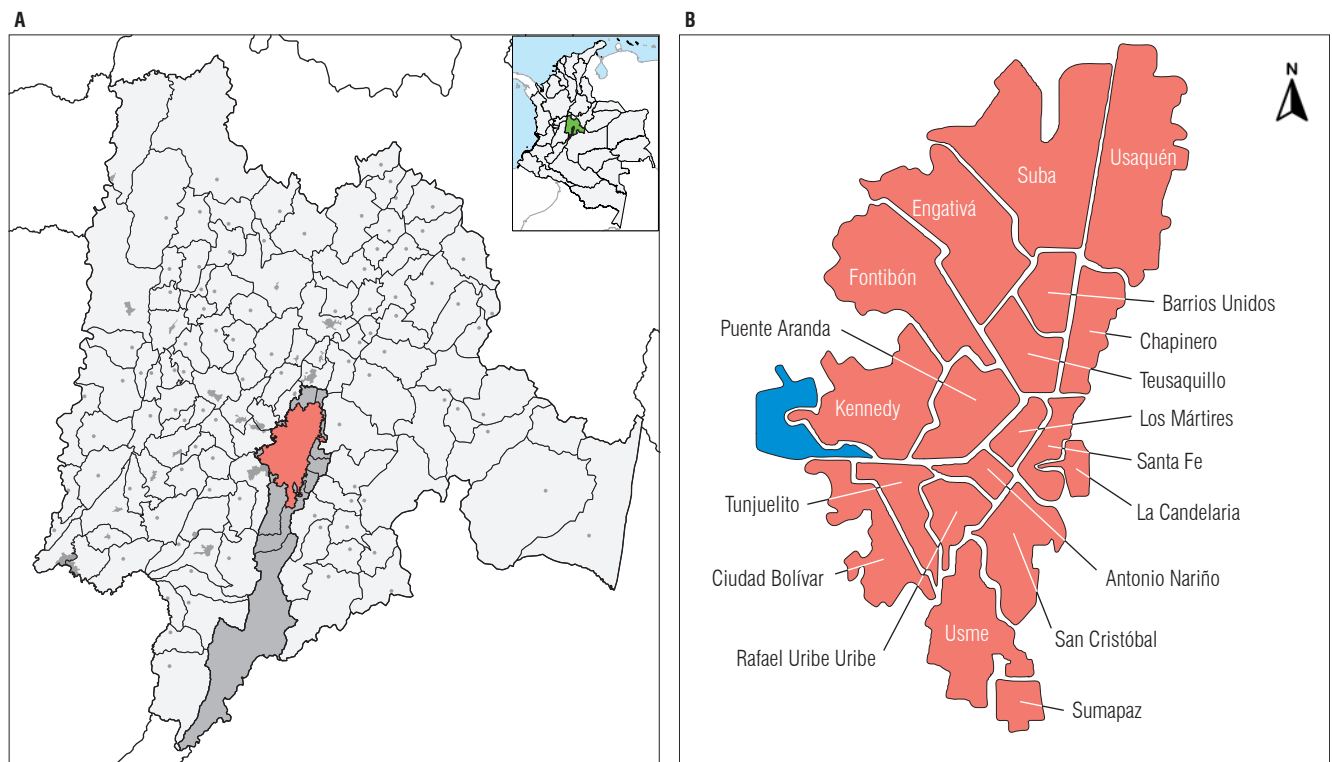 A
B
N
Usaquén
Suba
Engativá
Fontibón
Barrios Unidos
Puente Aranda
Chapinero
Teusaquillo
Kennedy
Los Mártires
Santa Fe
Tunjuelito
La Candelaria
Ciudad Bolívar
Antonio Nariño
Usme
San Cristóbal
Rafael Uribe Uribe
Sumapaz